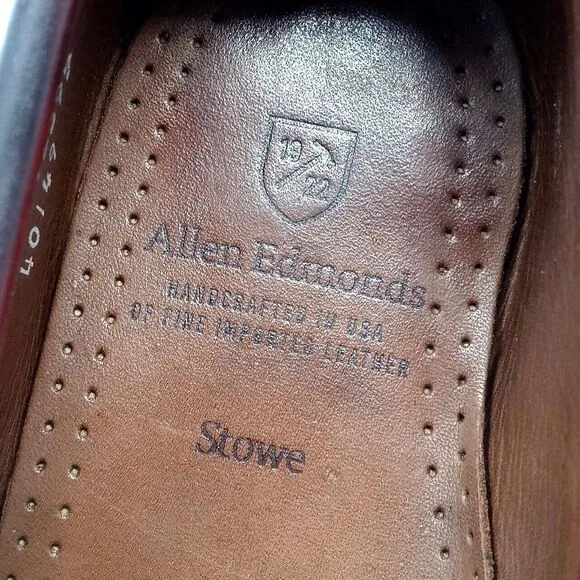 19
22
Allen Edmonds
HANDCRAFTED IN USA
OF FINE IMPORTED LEATHER
Stowe